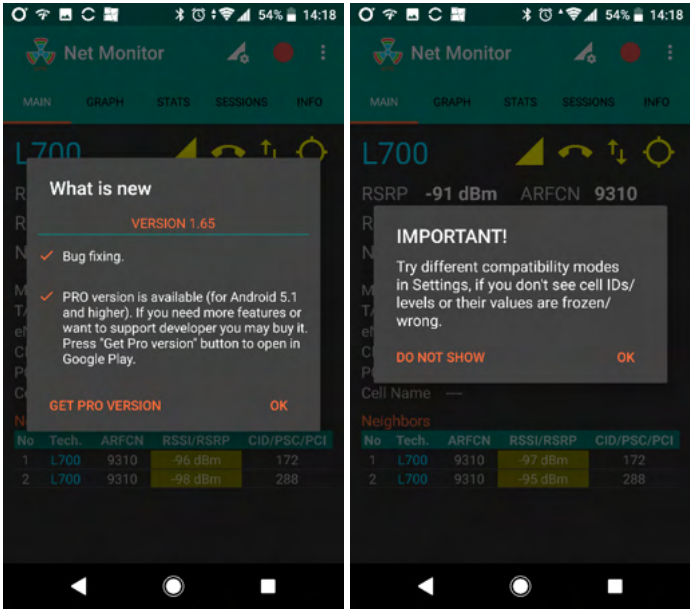 54% 14:18
Net Monitor
MAIN GRAPH STATS SESSIONS INFO
L700
What is new
VERSION 1.65
Bug fixing.
PRO version is available (for Android 5.1
and higher). If you need more features or
want to support developer you may buy it.
Press "Get Pro version" button to open in
Google Play.
GET PRO VERSION OK
No Tech. ARFCN RSSI/RSRP CID/PSC/PCI
1 L700 9310 -96 dBm 172
2 L700 9310 -98 dBm 288
54% 14:18
Net Monitor
MAIN GRAPH STATS SESSIONS INFO
L700
RSRP -91 dBm ARFCN 9310
IMPORTANT!
Try different compatibility modes
in Settings, if you don't see cell IDs/
levels or their values are frozen/
wrong.
DO NOT SHOW OK
Cell Name ---
Neighbors
No Tech. ARFCN RSSI/RSRP CID/PSC/PCI
1 L700 9310 -97 dBm 172
2 L700 9310 -95 dBm 288